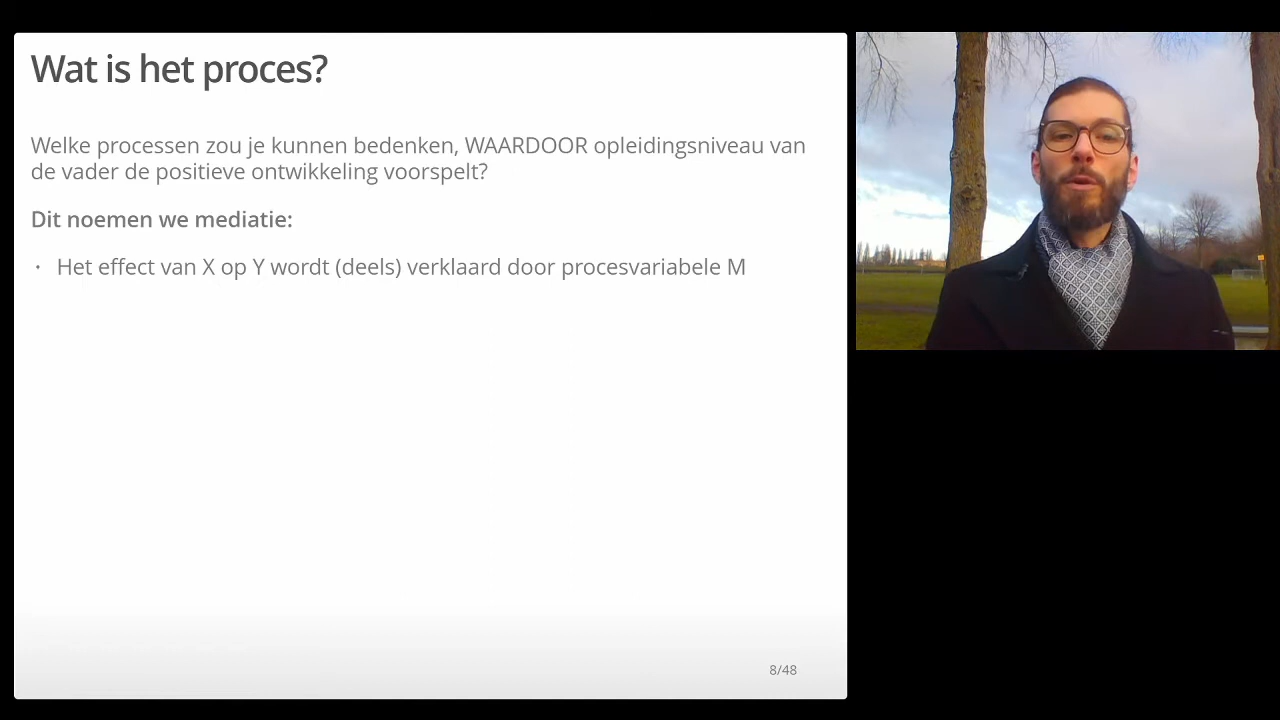 Wat is het proces?
Welke processen zou je kunnen bedenken, WAARDOOR opleidingsniveau van
de vader de positieve ontwikkeling voorspelt?
Dit noemen we mediatie:
· Het effect van X op Y wordt (deels) verklaard door procesvariabele M
8/48